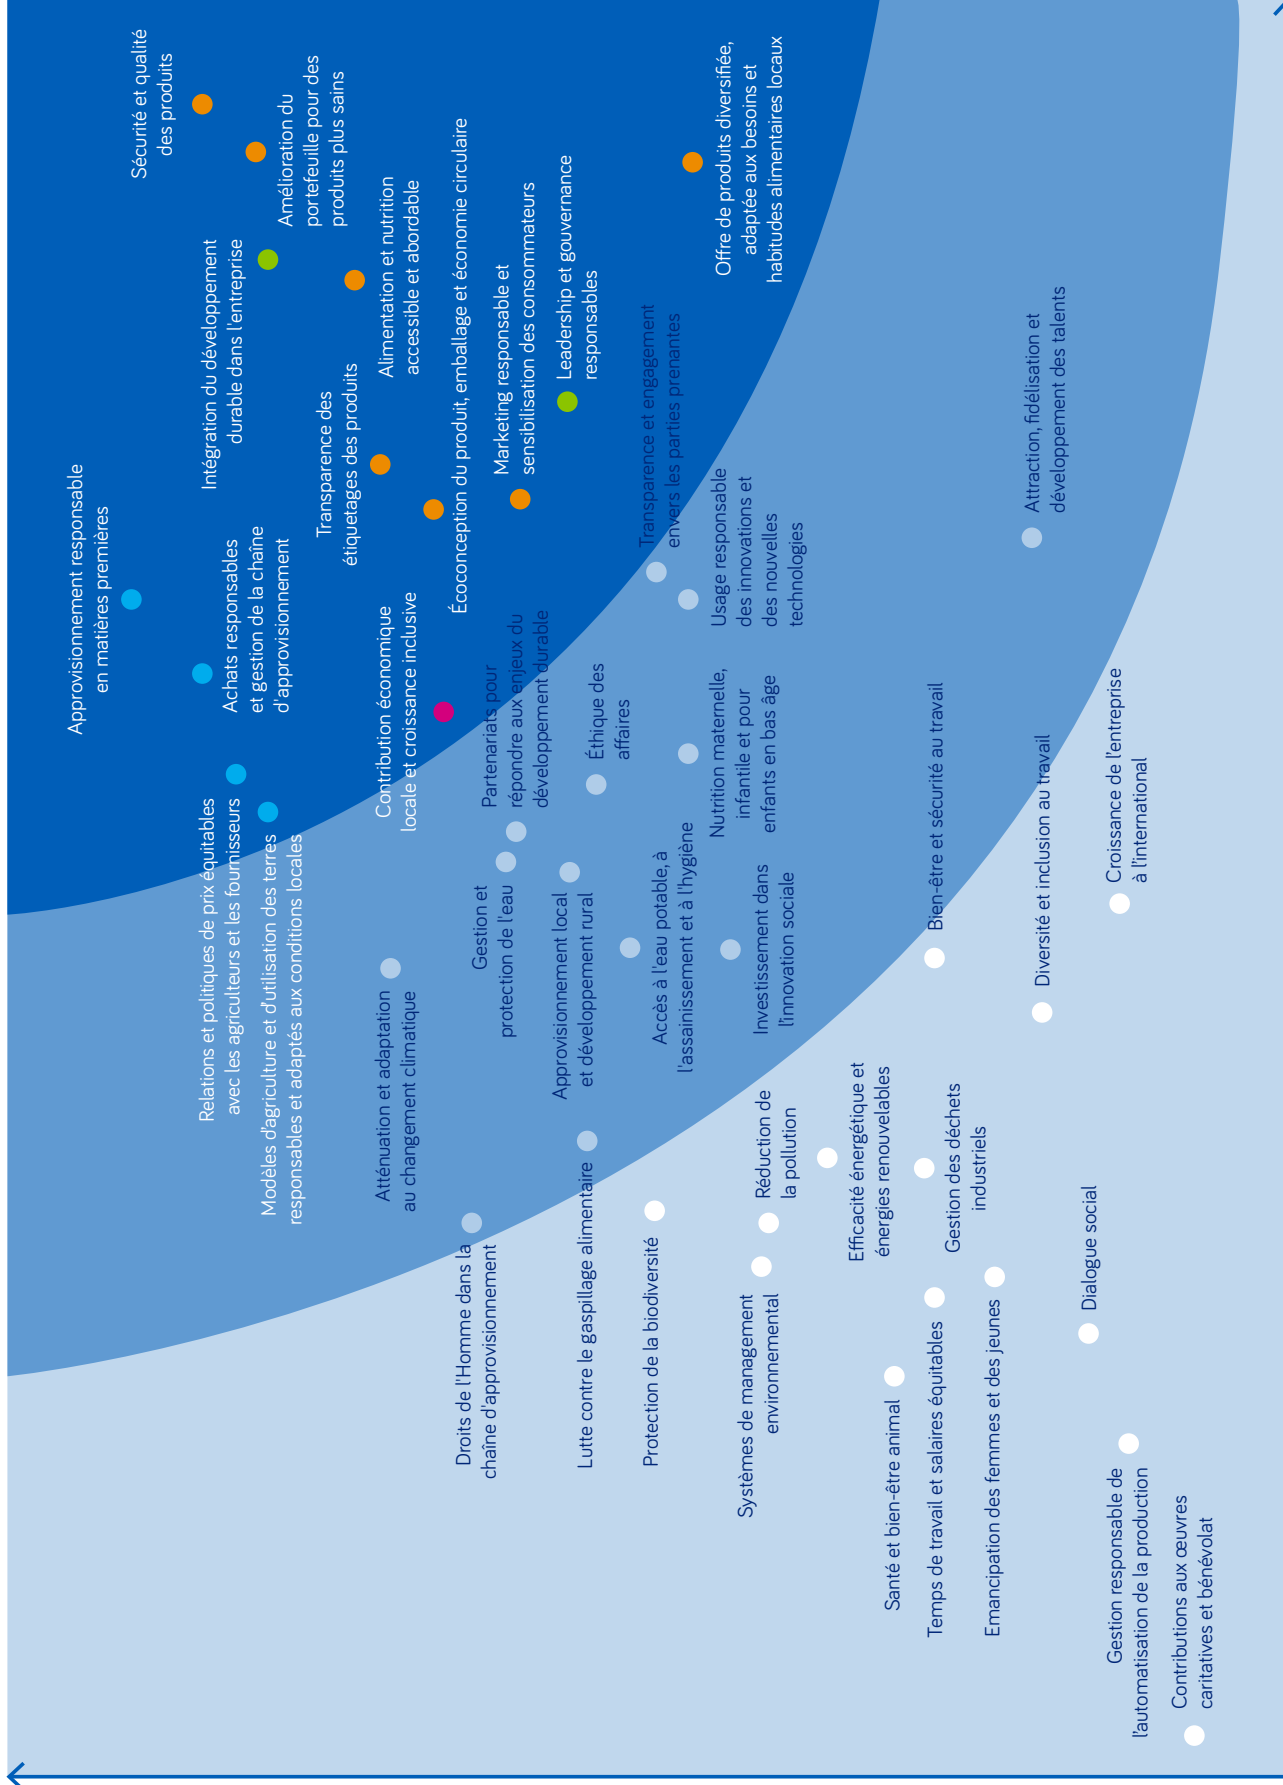 Approvisionnement responsable
en matières premières
Sécurité et qualité
des produits
Relations et politiques de prix équitables
avec les agriculteurs et les fournisseurs
Achats responsables
et gestion de la chaîne
d'approvisionnement
Intégration du développement
durable dans l'entreprise
Amélioration du
portefeuille pour des
produits plus sains
Modèles d'agriculture et d'utilisation des terres
responsables et adaptés aux conditions locales
Transparence des
étiquetages des produits
Alimentation et nutrition
accessible et abordable
Atténuation et adaptation
au changement climatique
Contribution économique
locale et croissance inclusive
Écoconception du produit, emballage et économie circulaire
Droits de l'Homme dans la
chaîne d'approvisionnement
Gestion et
protection de l'eau
Partenariats pour
répondre aux enjeux du
développement durable
Marketing responsable et
sensibilisation des consommateurs
Approvisionnement local
et développement rural
Leadership et gouvernance
responsables
Lutte contre le gaspillage alimentaire
Éthique des
affaires
Protection de la biodiversité
Accès à l'eau potable, à
l'assainissement et à l'hygiène
Transparence et engagement
envers les parties prenantes
Nutrition maternelle,
infantile et pour
enfants en bas âge
Usage responsable
des innovations et
des nouvelles
technologies
Offre de produits diversifiée,
adaptée aux besoins et
habitudes alimentaires locaux
Systèmes de management
environnemental
Réduction de
la pollution
Investissement dans
l'innovation sociale
Efficacité énergétique et
énergies renouvelables
Santé et bien-être animal
Temps de travail et salaires équitables
Gestion des déchets
industriels
Bien-être et sécurité au travail
Emancipation des femmes et des jeunes
Diversité et inclusion au travail
Attraction, fidélisation et
développement des talents
Dialogue social
Croissance de l'entreprise
à l'international
Gestion responsable de
l'automatisation de la production
Contributions aux œuvres
caritatives et bénévolat